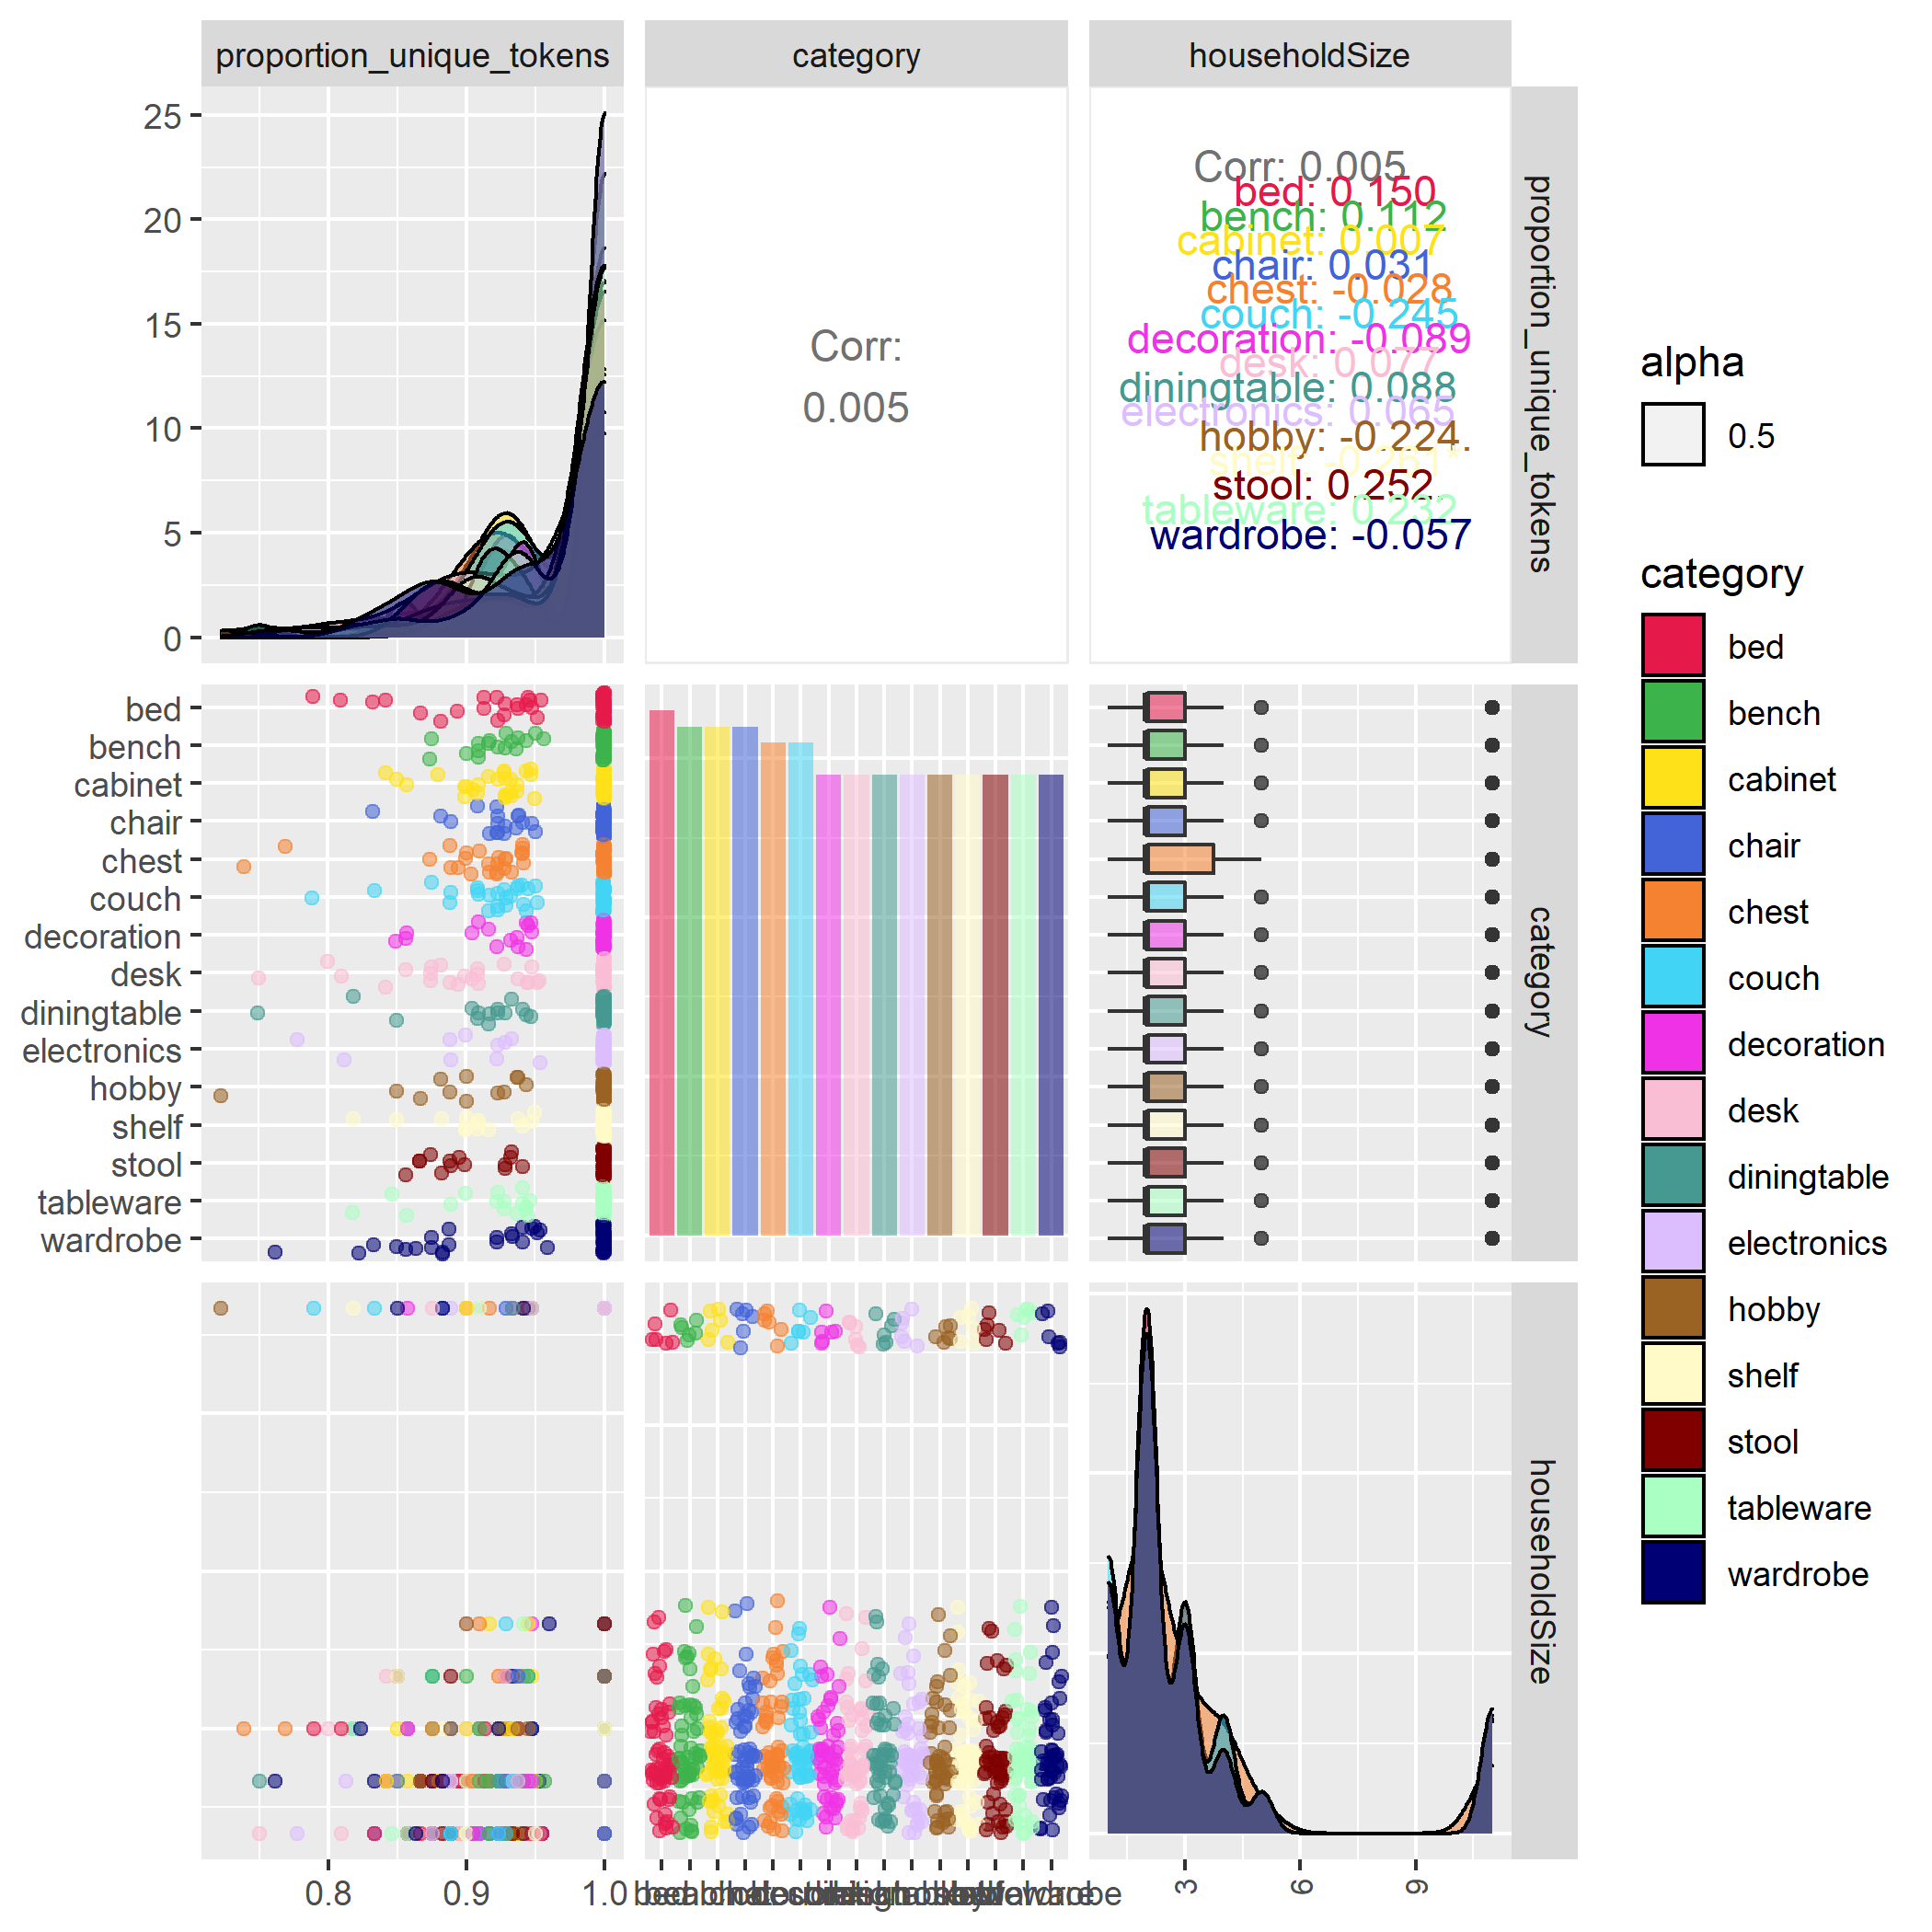 proportion_unique_tokens
category
householdSize
25
20
15
10
5
0
Corr:
0.005
Corr: 0.005
bed: 0.150
bench: 0.112
cabinet: 0.007
chair: 0.031
chest: -0.028
couch: -0.245
decoration: -0.089
desk: 0.077
diningtable: 0.088
electronics: 0.065
hobby: -0.224.
shelf: -0.261*
stool: 0.252.
tableware: 0.232
wardrobe: -0.057
proportion_unique_tokens
bed
bench
cabinet
chair
chest
couch
decoration
desk
diningtable
electronics
hobby
shelf
stool
tableware
wardrobe
category
householdSize
0.8
0.9
1.0
3
6
9
alpha
0.5
category
bed
bench
cabinet
chair
chest
couch
decoration
desk
diningtable
electronics
hobby
shelf
stool
tableware
wardrobe